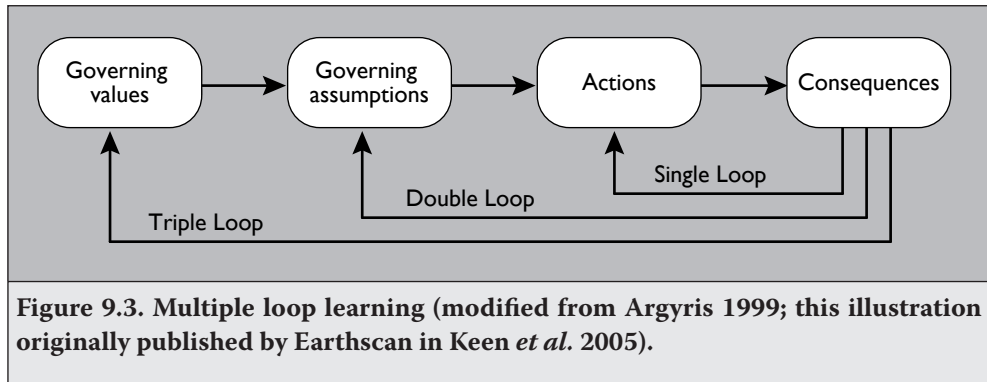 Governing
values
Governing
assumptions
Actions
Consequences
Single Loop
Double Loop
Triple Loop
Figure 9.3. Multiple loop learning (modified from Argyris 1999; this illustration
originally published by Earthscan in Keen et al. 2005).